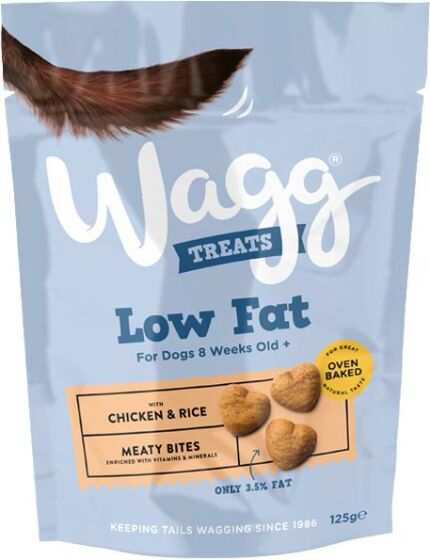 Wagg®
TREATS
Low Fat
For Dogs 8 Weeks Old +
FOR GREAT
OVEN
BAKED
NATURAL TASTE
WITH
CHICKEN & RICE
MEATY BITES
ENRICHED WITH VITAMINS & MINERALS
ONLY 3.5% FAT
KEEPING TAILS WAGGING SINCE 1986
125g℮